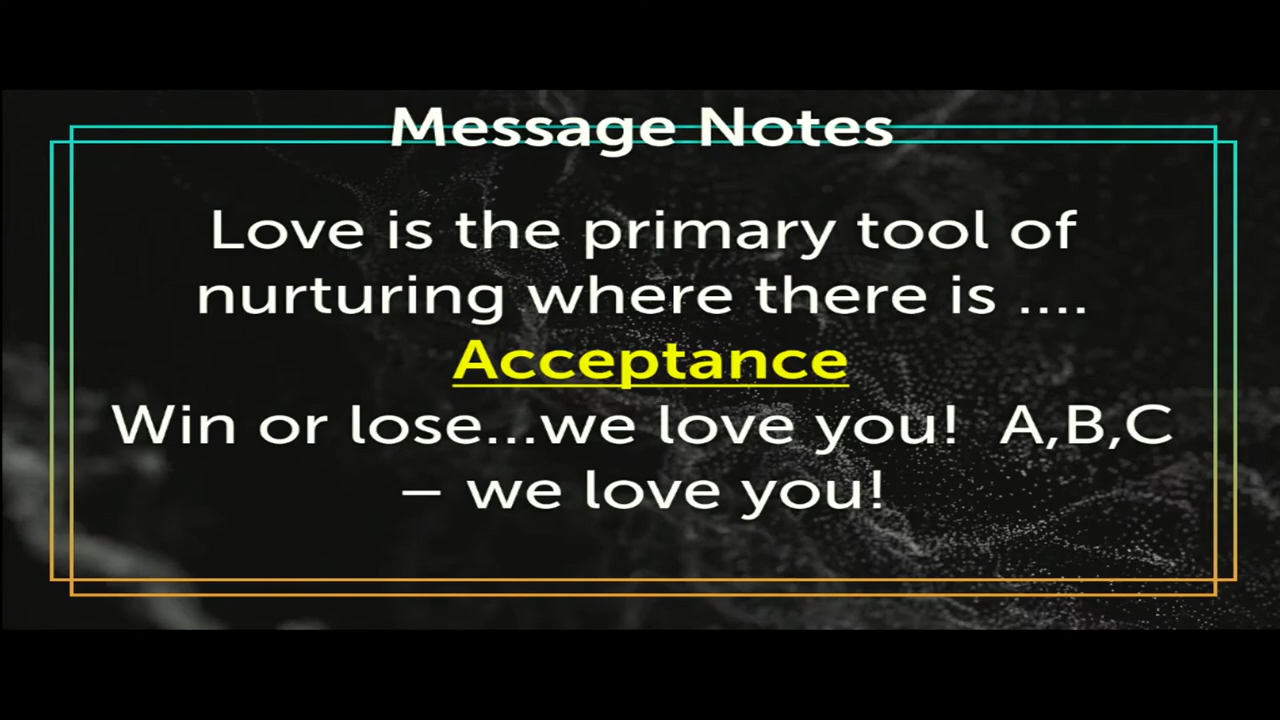 Message Notes
Love is the primary tool of
nurturing where there is ....
Acceptance
Win or lose...we love you!  A,B,C
– we love you!